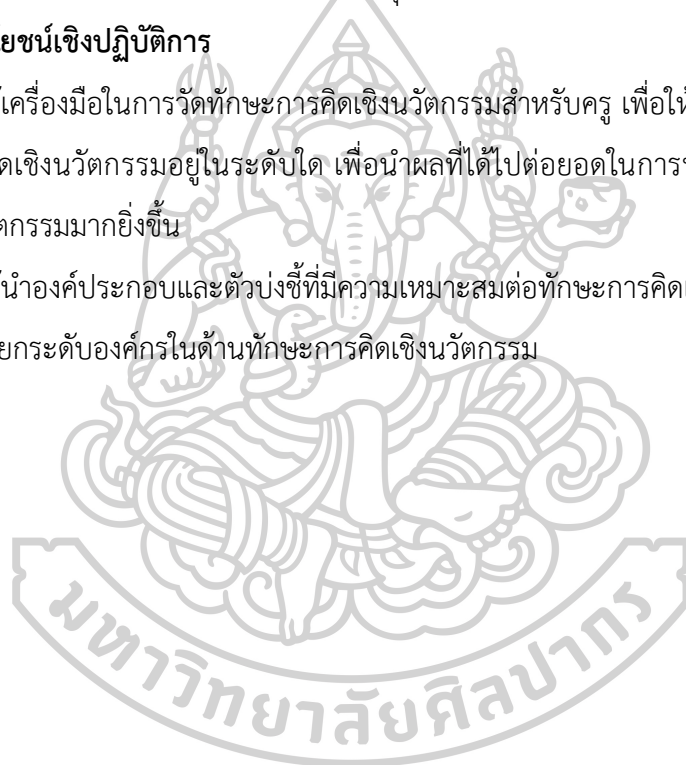 ยชน์เชิงปฏิบัติการ
เครื่องมือในการวัดทักษะการคิดเชิงนวัตกรรมสำหรับครู เพื่อให้
ดเชิงนวัตกรรมอยู่ในระดับใด เพื่อนำผลที่ได้ไปต่อยอดในการ
ตกรรมมากยิ่งขึ้น
นำองค์ประกอบและตัวบ่งชี้ที่มีความเหมาะสมต่อทักษะการคิด
ยกระดับองค์กรในด้านทักษะการคิดเชิงนวัตกรรม
มหาวิทยาลัยศิลปากร